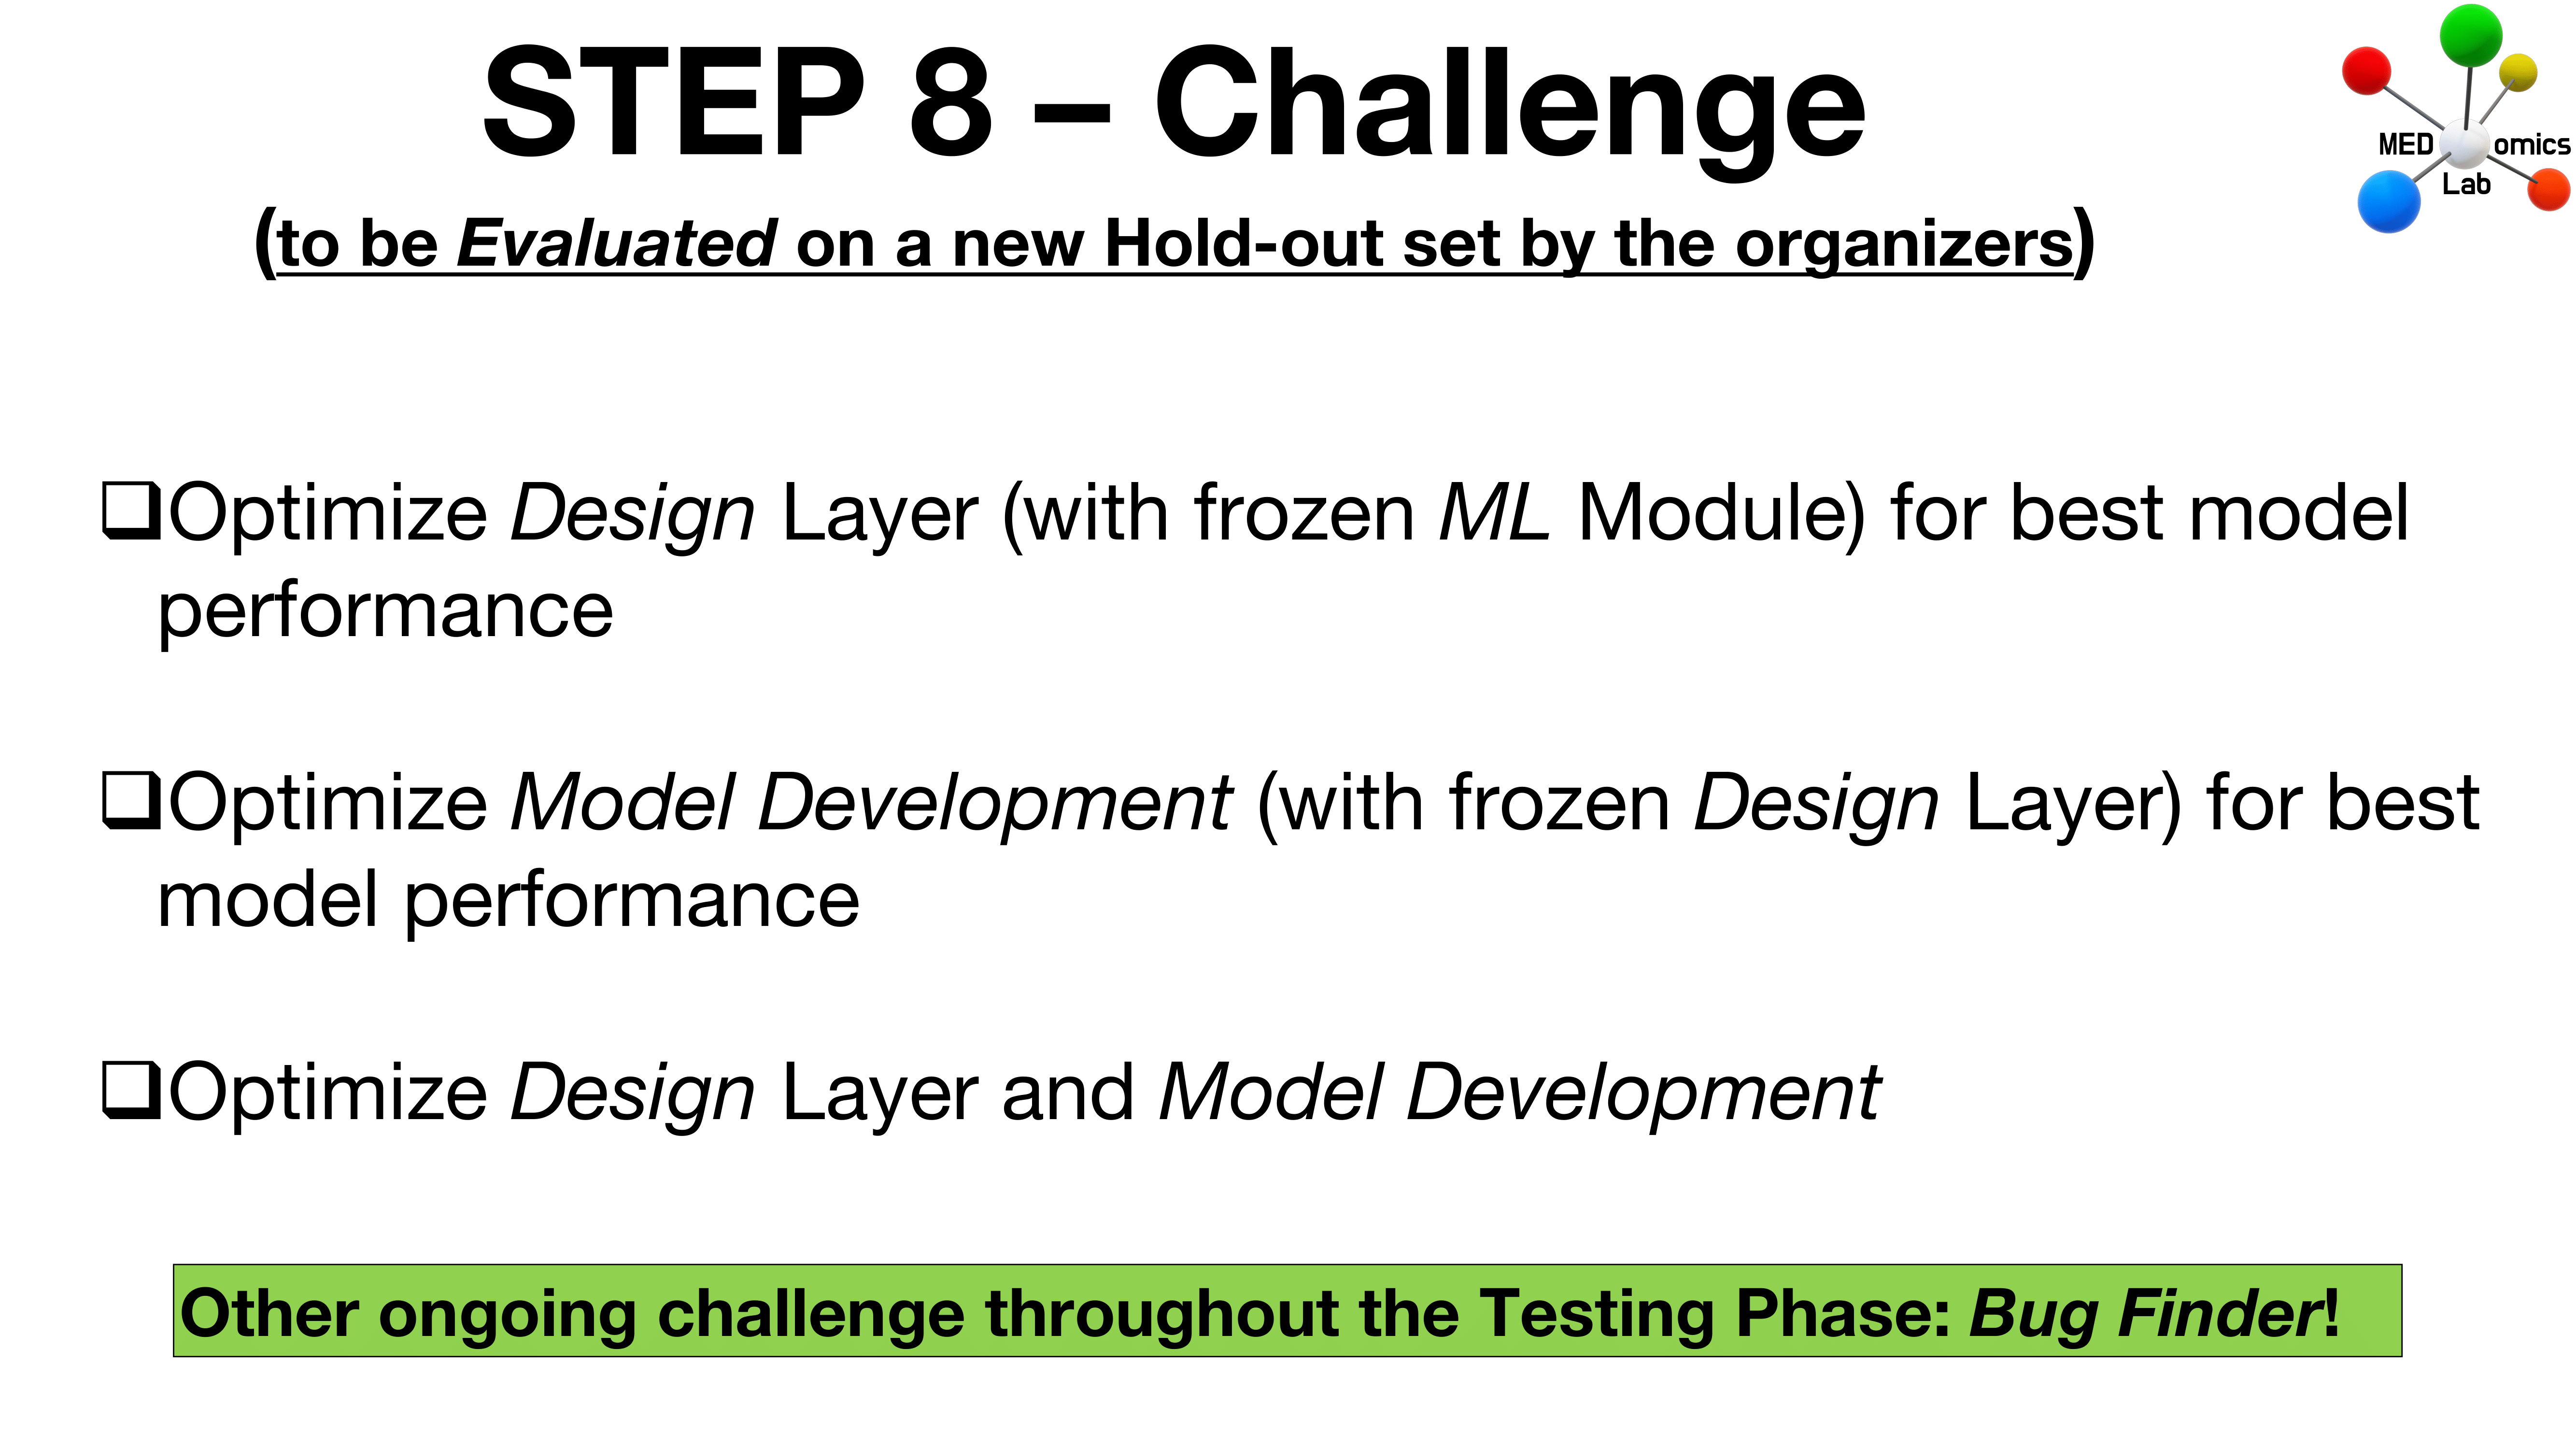 STEP 8 – Challenge
(to be Evaluated on a new Hold-out set by the organizers)
MED omics
Lab
❑Optimize Design Layer (with frozen ML Module) for best model
performance
❑Optimize Model Development (with frozen Design Layer) for best
model performance
❑Optimize Design Layer and Model Development
Other ongoing challenge throughout the Testing Phase: Bug Finder!